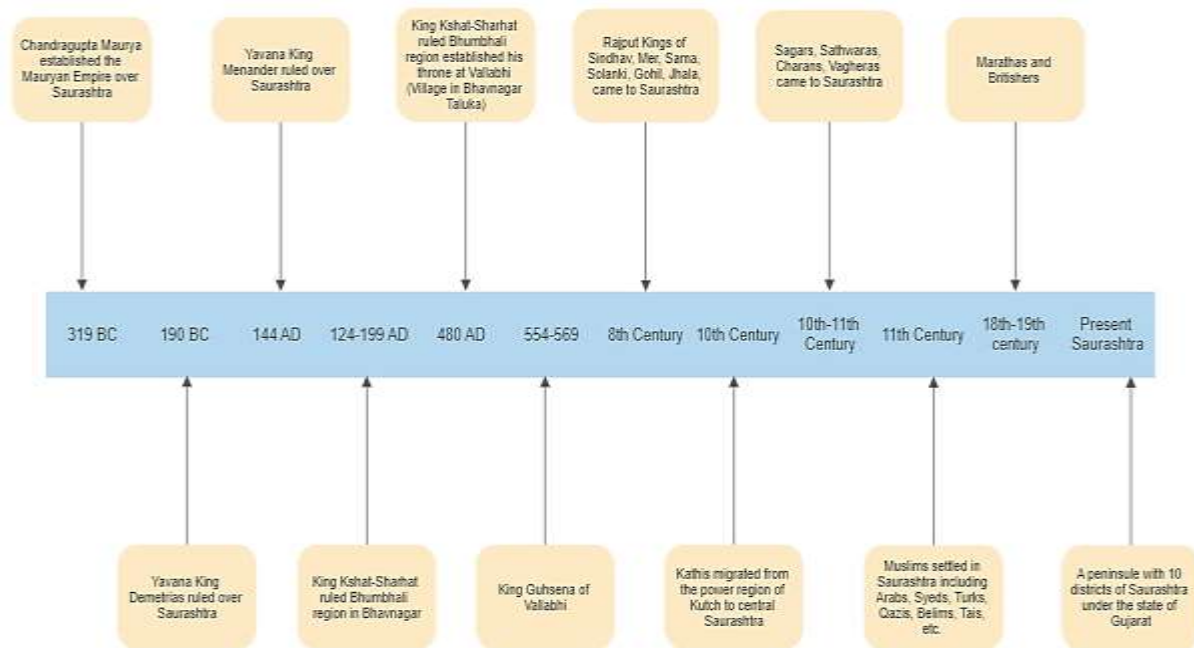 Chandragupta Maurya
established the
Mauryan Empire over
Saurashtra
Yavana King
Menander ruled over
Saurashtra
King Kshat-Sharhat
ruled Bhumbhali
region established his
throne at Vallabhi
(Village in Bhavnagar
Taluka)
Rajput Kings of
Sindhav, Mer, Sama,
Solanki, Gohil, Jhala,
came to Saurashtra
Sagars, Sathwaras,
Charans, Vagheras
came to Saurashtra
Marathas and
Britishers
319 BC
190 BC
144 AD
124-199 AD
480 AD
554-569
8th Century
10th Century
10th-11th
Century
11th Century
18th-19th
century
Present
Saurashtra
Yavana King
Demetrias ruled over
Saurashtra
King Kshat-Sharhat
ruled Bhumbhali
region in Bhavnagar
King Guhsena of
Vallabhi
Kathis migrated from
the power region of
Kutch to central
Saurashtra
Muslims settled in
Saurashtra including
Arabs, Syeds, Turks,
Qazis, Belims, Tais,
etc.
A peninsule with 10
districts of Saurashtra
under the state of
Gujarat